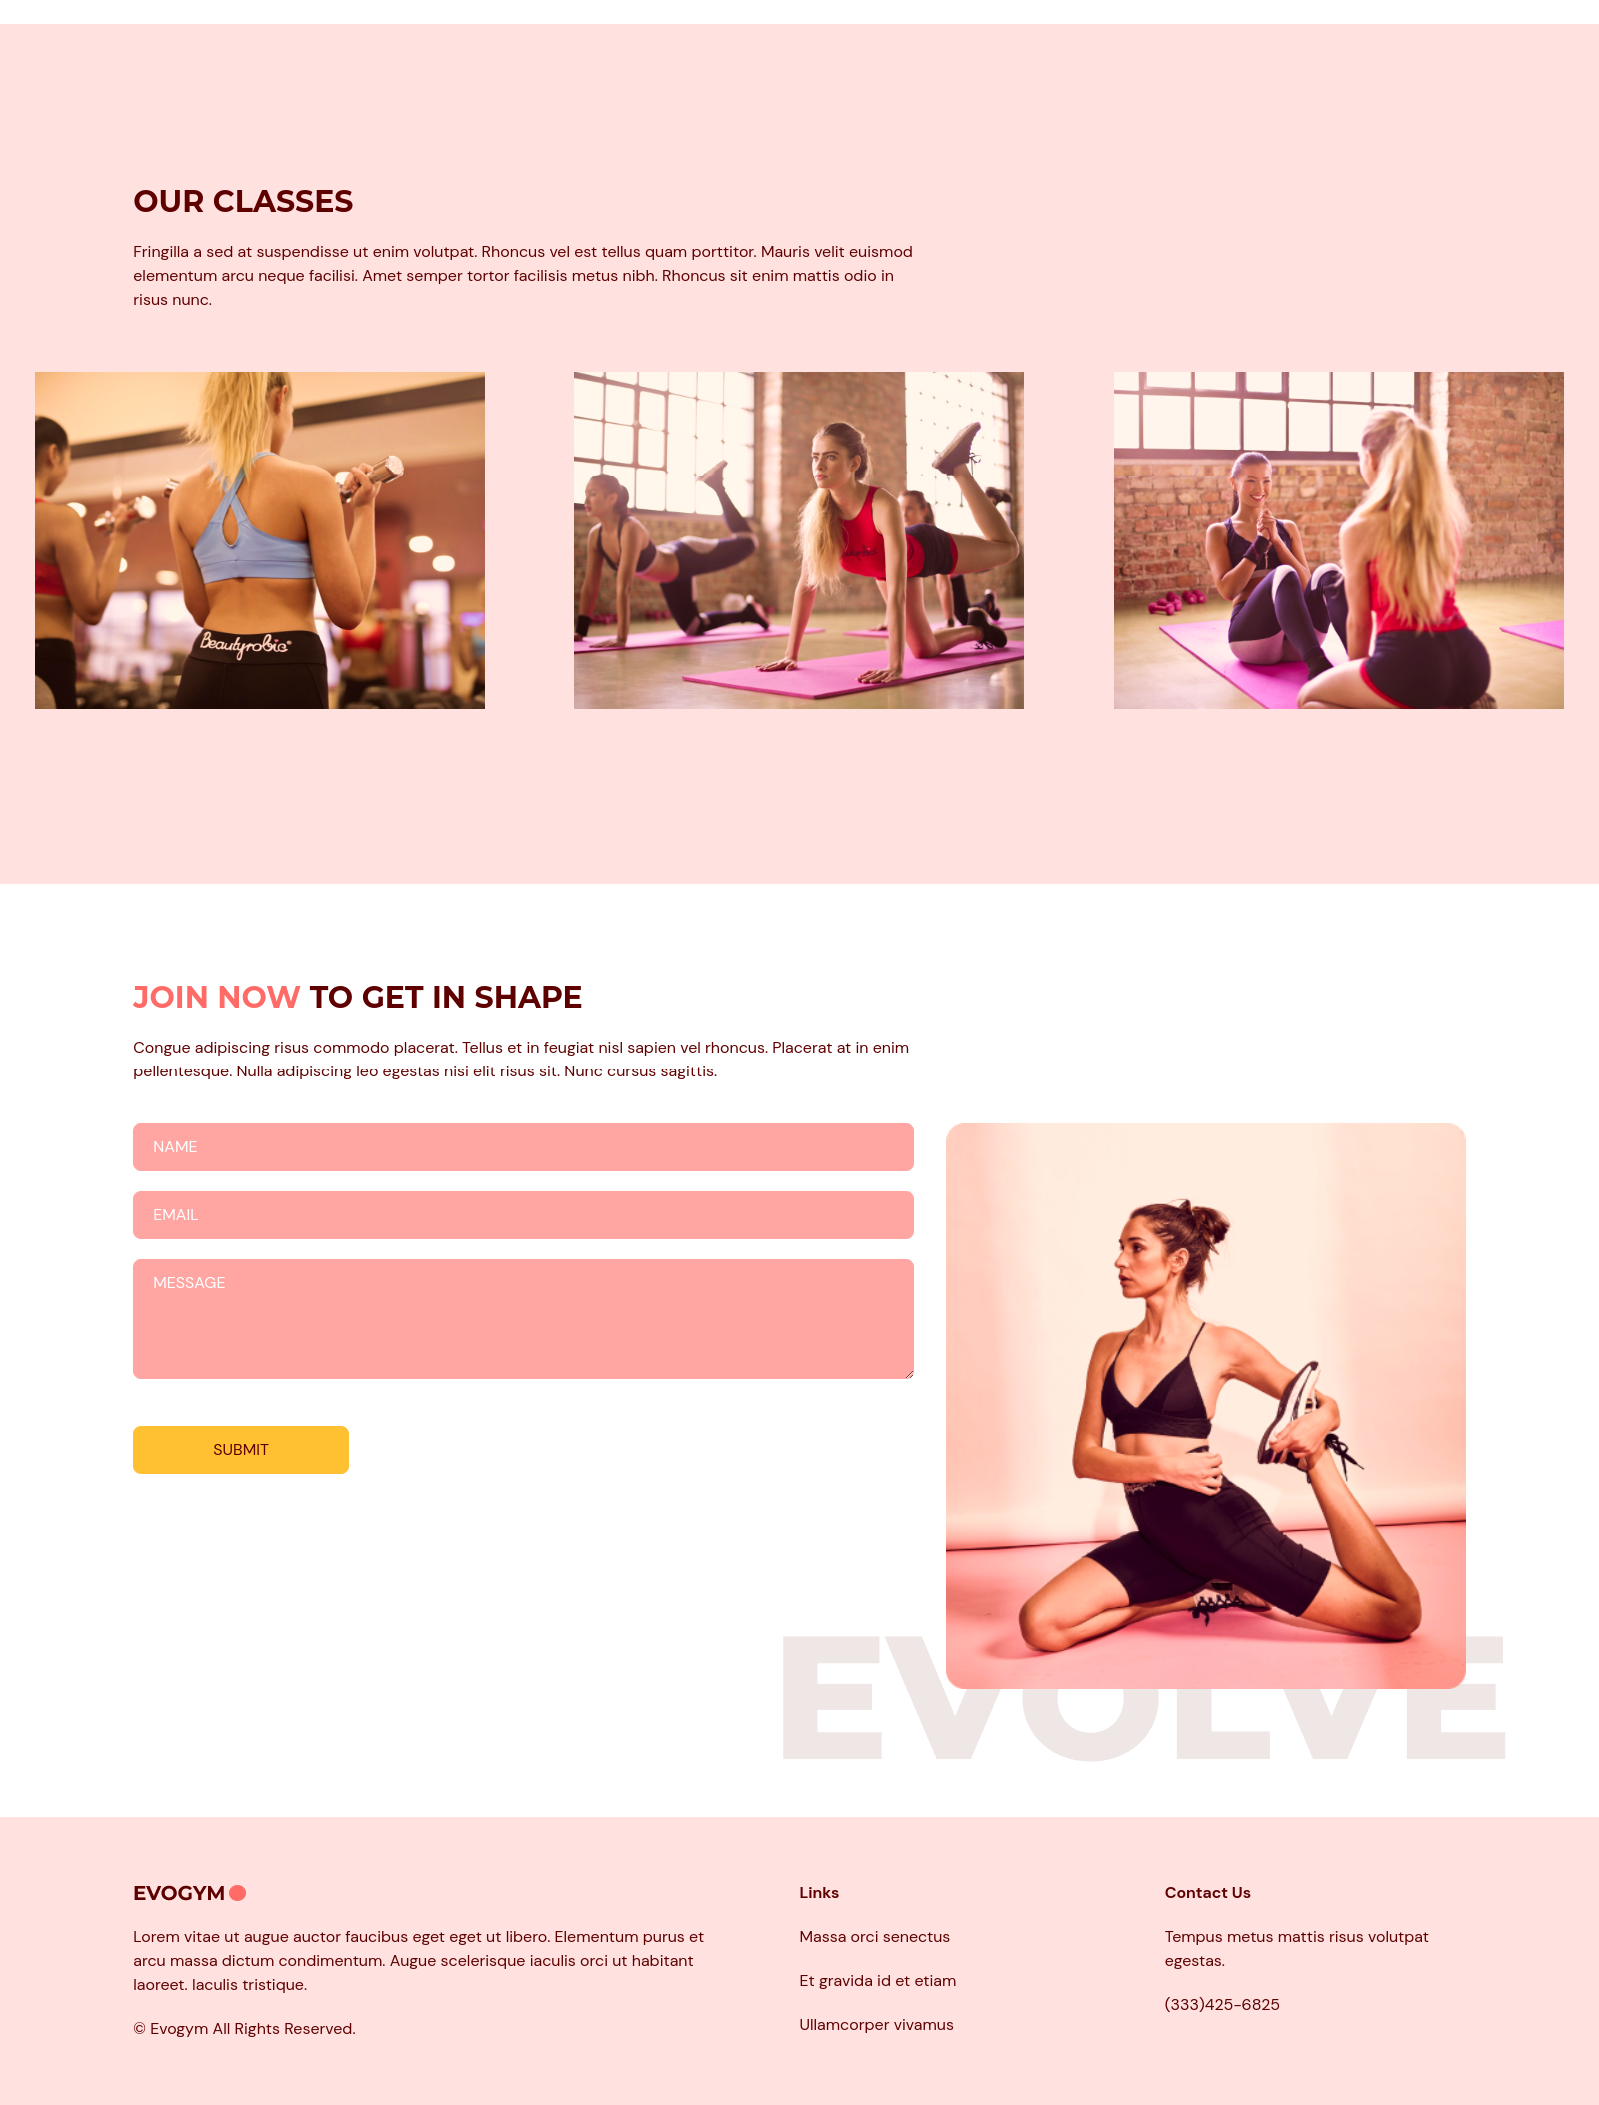 OUR CLASSES
Fringilla a sed at suspendisse ut enim volutpat. Rhoncus vel est tellus quam porttitor. Mauris velit euismod
elementum arcu neque facilisi. Amet semper tortor facilisis metus nibh. Rhoncus sit enim mattis odio in
risus nunc.
Beautyrobic
JOIN NOW TO GET IN SHAPE
Congue adipiscing risus commodo placerat. Tellus et in feugiat nisl sapien vel rhoncus. Placerat at in enim
pellentesque. Nulla adipiscing leo egestas nisi elit risus sit. Nunc cursus sagittis.
NAME
EMAIL
MESSAGE
SUBMIT
EVOLVE
EVOGYM
Lorem vitae ut augue auctor faucibus eget eget ut libero. Elementum purus et
arcu massa dictum condimentum. Augue scelerisque iaculis orci ut habitant
laoreet. Iaculis tristique.
© Evogym All Rights Reserved.
Links
Massa orci senectus
Et gravida id et etiam
Ullamcorper vivamus
Contact Us
Tempus metus mattis risus volutpat
egestas.
(333)425-6825